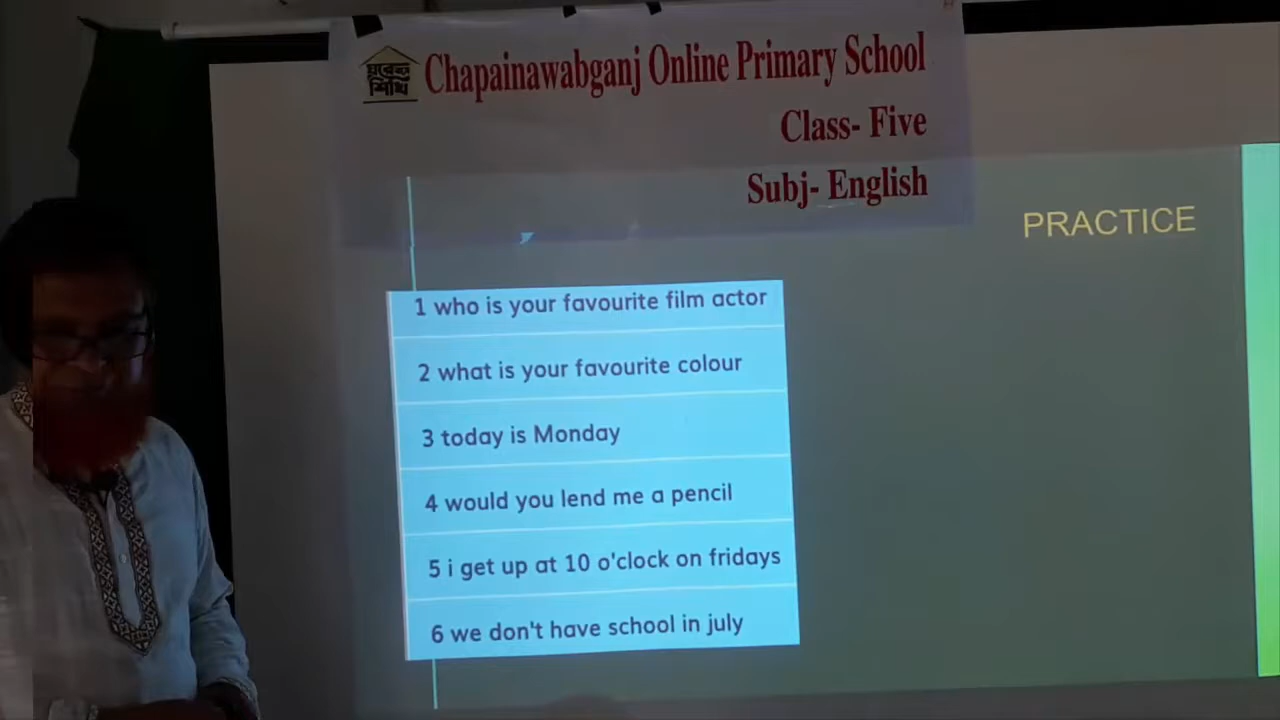 ঘরে বসে
শিখি
Chapainawabganj Online Primary School
Class- Five
Subj- English
PRACTICE
1 who is your favourite film actor
2 what is your favourite colour
3 today is Monday
4 would you lend me a pencil
5 i get up at 10 o'clock on fridays
6 we don't have school in july